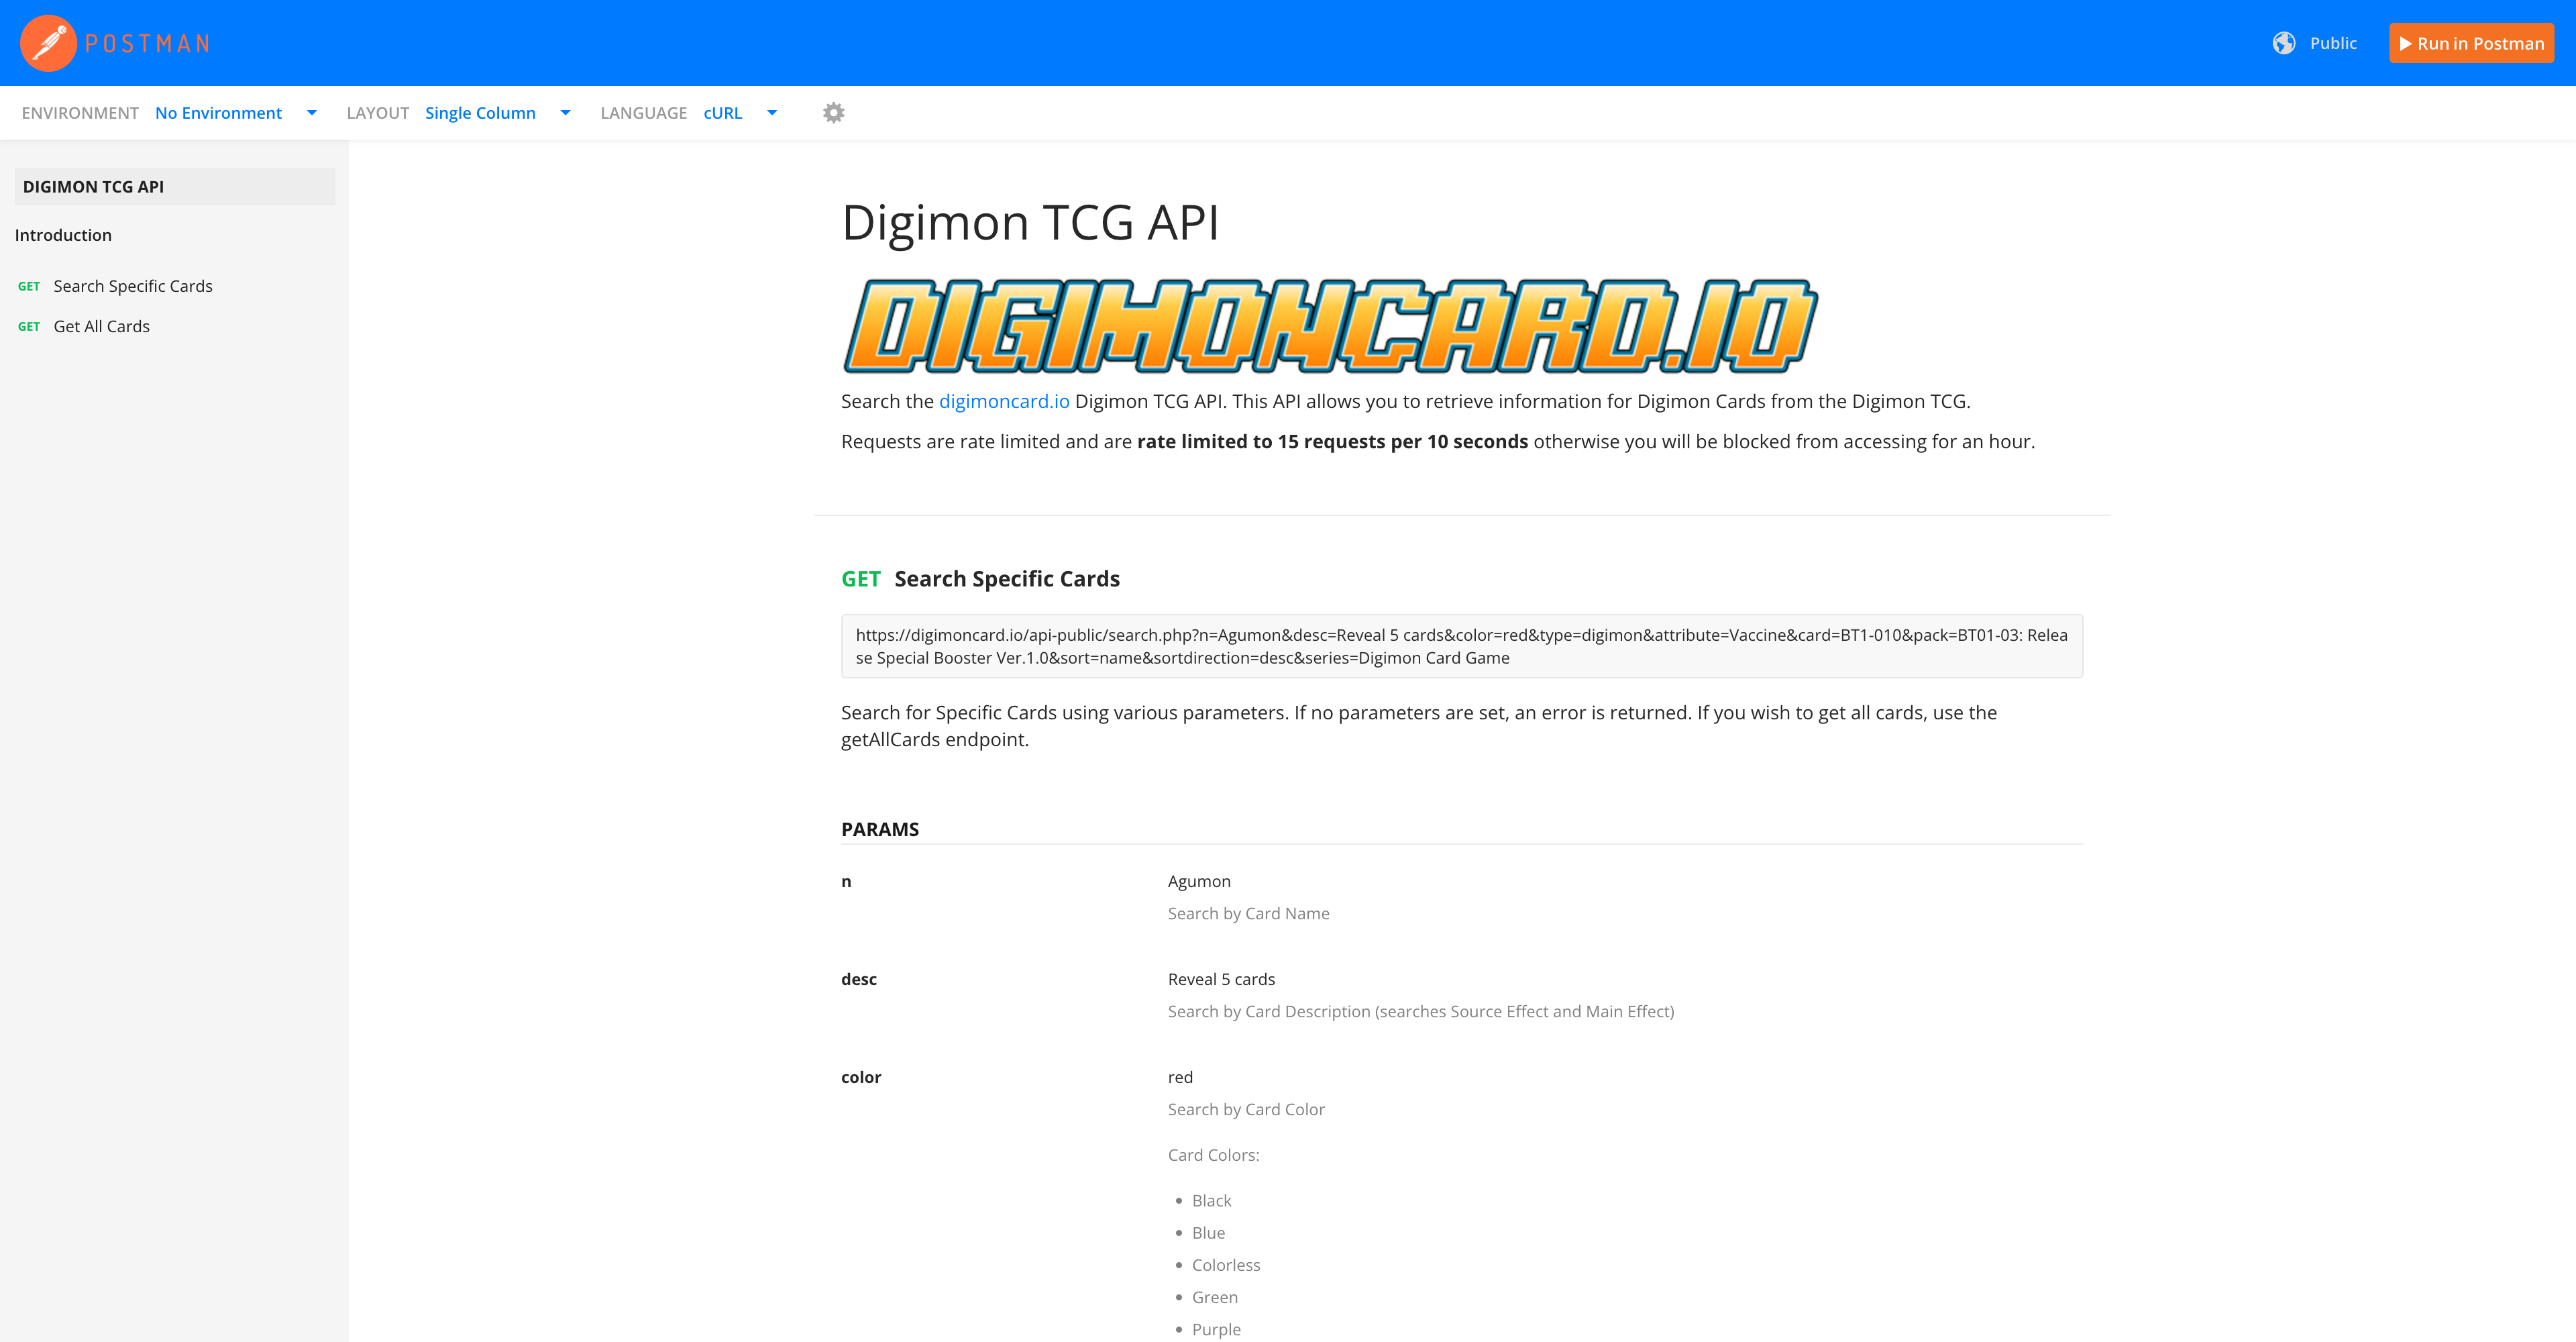 POSTMAN
Public
Run in Postman
ENVIRONMENT No Environment LAYOUT Single Column LANGUAGE cURL
DIGIMON TCG API
Introduction
GET Search Specific Cards
GET Get All Cards
Digimon TCG API
DIGIMONCARD.IO
Search the digimoncard.io Digimon TCG API. This API allows you to retrieve information for Digimon Cards from the Digimon TCG.
Requests are rate limited and are rate limited to 15 requests per 10 seconds otherwise you will be blocked from accessing for an hour.
GET Search Specific Cards
https://digimoncard.io/api-public/search.php?n=Agumon&desc=Reveal 5 cards&color=red&type=digimon&attribute=Vaccine&card=BT1-010&pack=BT01-03: Relea
se Special Booster Ver.1.0&sort=name&sortdirection=desc&series=Digimon Card Game
Search for Specific Cards using various parameters. If no parameters are set, an error is returned. If you wish to get all cards, use the
getAllCards endpoint.
PARAMS
n
Agumon
Search by Card Name
desc
Reveal 5 cards
Search by Card Description (searches Source Effect and Main Effect)
color
red
Search by Card Color
Card Colors:
• Black
• Blue
• Colorless
• Green
• Purple